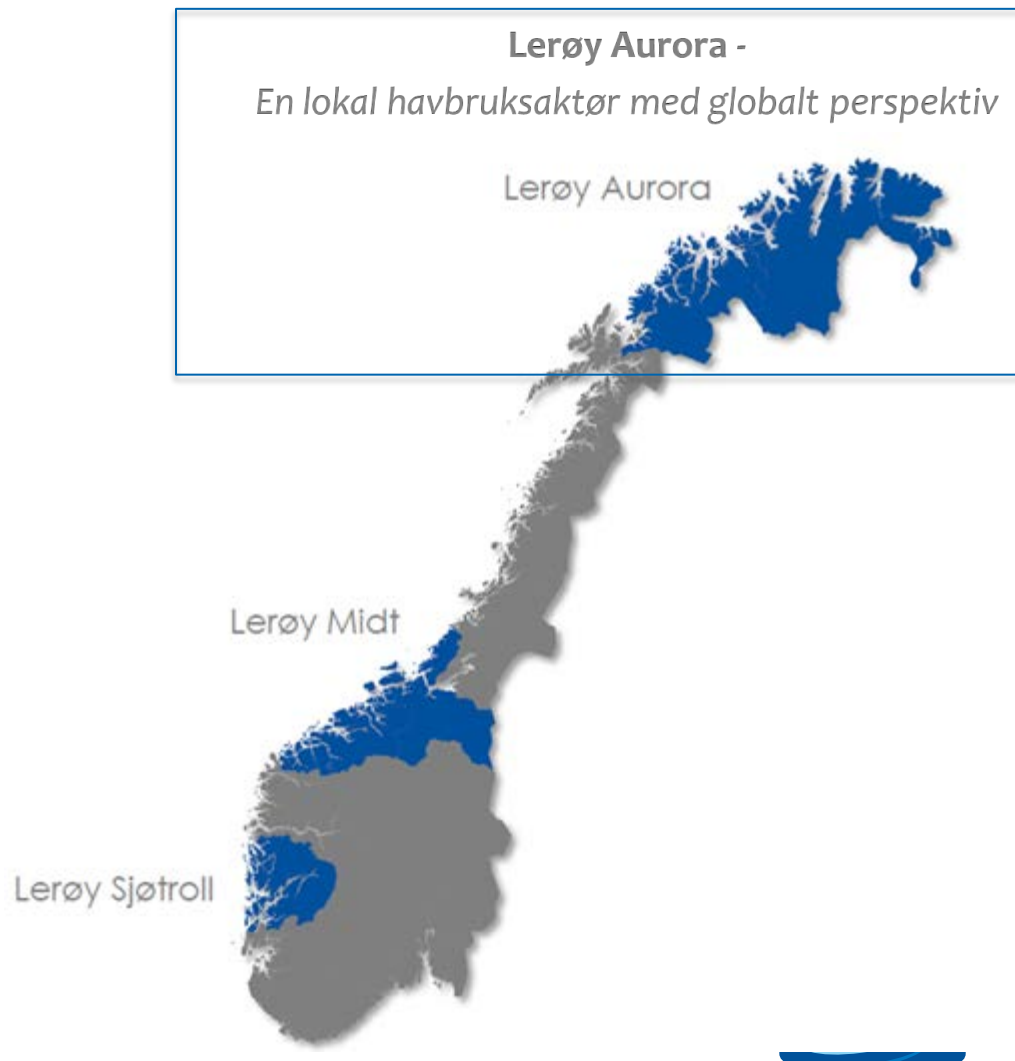 Lerøy Aurora -
En lokal havbruksaktør med globalt perspektiv
Lerøy Aurora
Lerøy Midt
Lerøy Sjøtroll